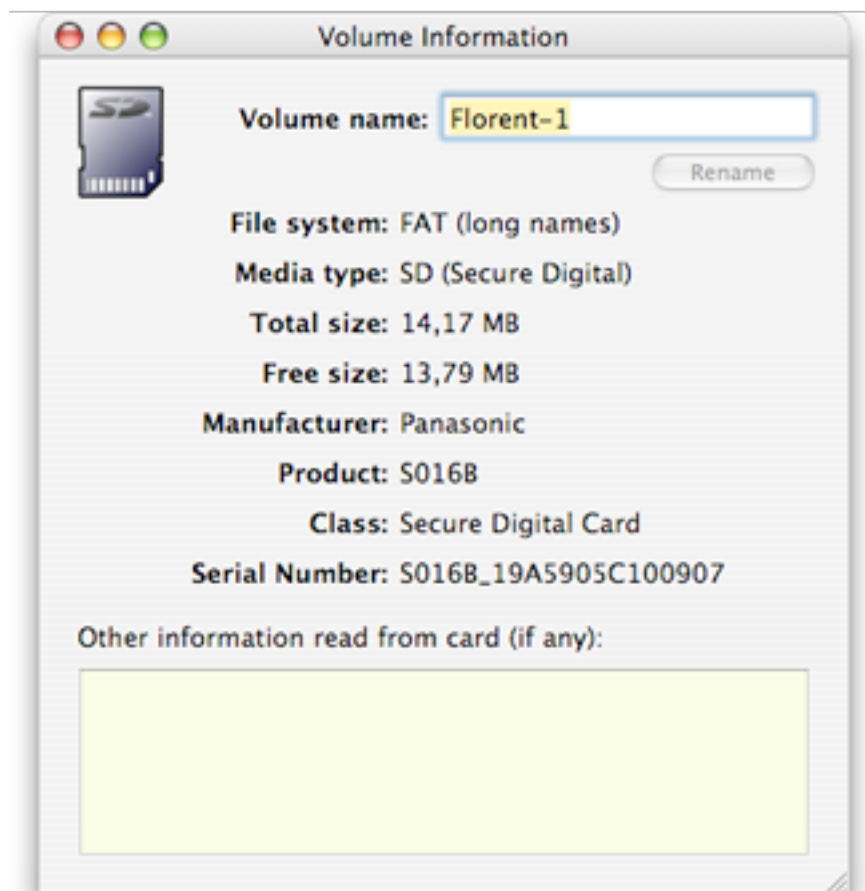 Volume Information
SD
Volume name: Florent-1
Rename
File system: FAT (long names)
Media type: SD (Secure Digital)
Total size: 14,17 MB
Free size: 13,79 MB
Manufacturer: Panasonic
Product: S016B
Class: Secure Digital Card
Serial Number: S016B_19A5905C100907
Other information read from card (if any):